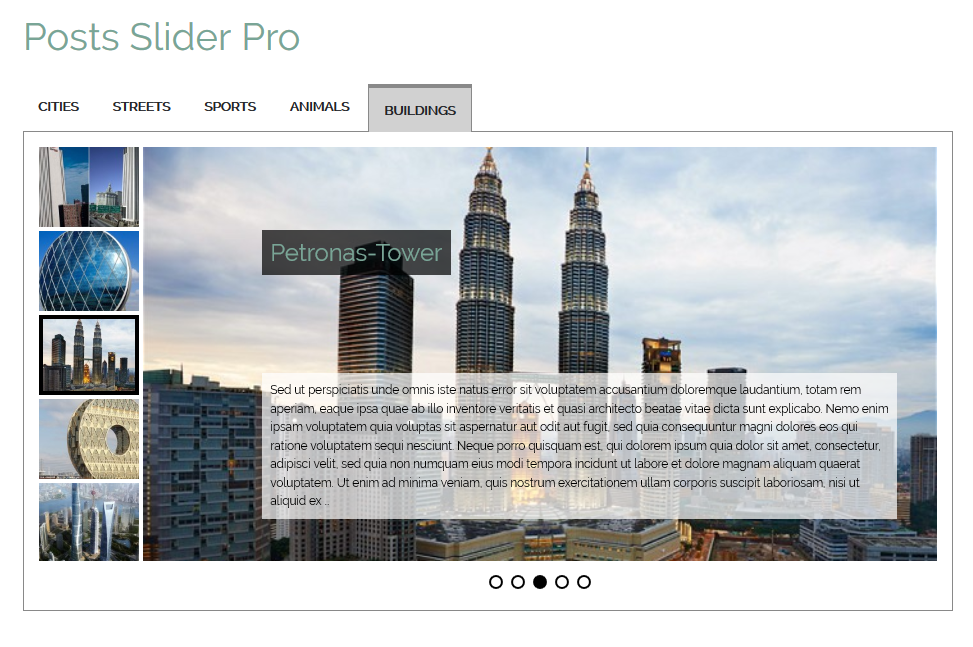 Posts Slider Pro
CITIES STREETS SPORTS ANIMALS BUILDINGS
Petronas-Tower
Sed ut perspiciatis unde omnis iste natus error sit voluptatem accusantium doloremque laudantium, totam rem
aperiam, eaque ipsa quae ab illo inventore veritatis et quasi architecto beatae vitae dicta sunt explicabo. Nemo enim
ipsam voluptatem quia voluptas sit aspernatur aut odit aut fugit, sed quia consequuntur magni dolores eos qui
ratione voluptatem sequi nesciunt. Neque porro quisquam est, qui dolorem ipsum quia dolor sit amet, consectetur,
adipisci velit, sed quia non numquam eius modi tempora incidunt ut labore et dolore magnam aliquam quaerat
voluptatem. Ut enim ad minima veniam, quis nostrum exercitationem ullam corporis suscipit laboriosam, nisi ut
aliquid ex ..